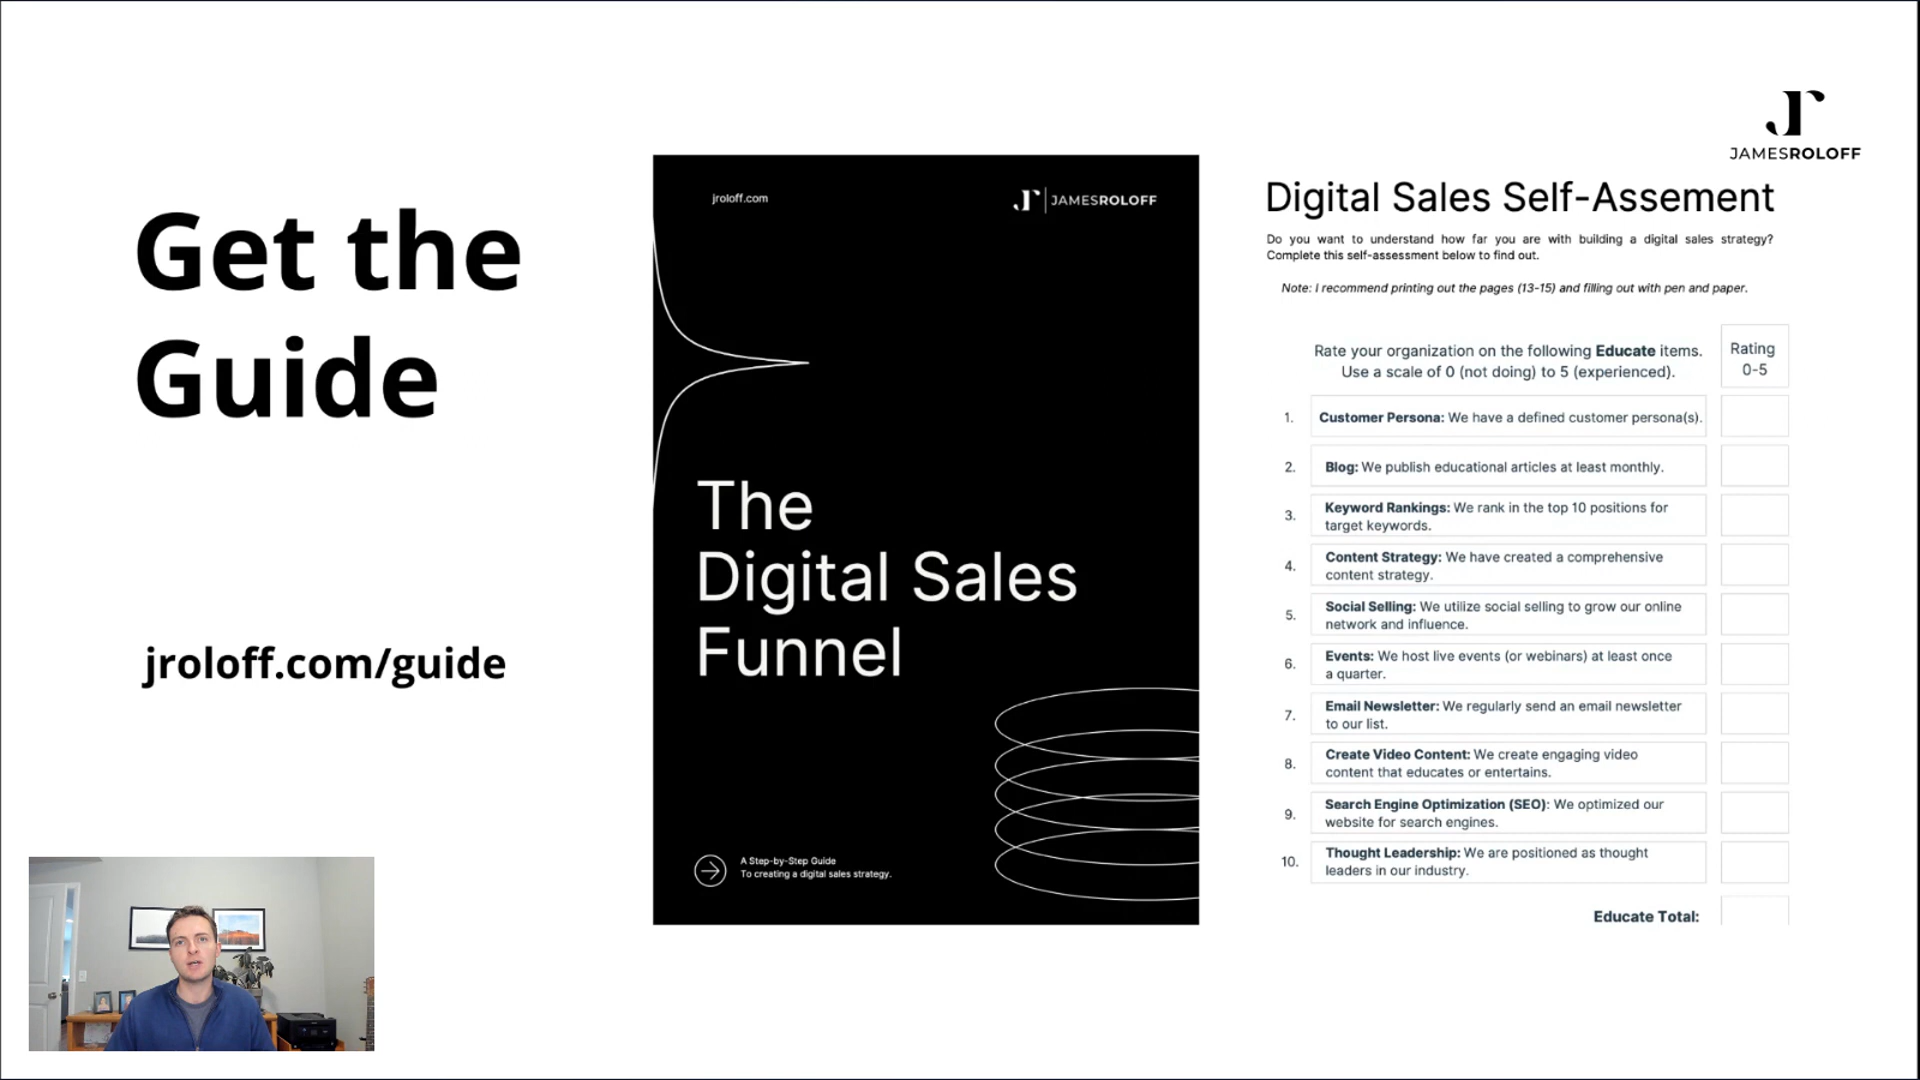 Get the
Guide
jroloff.com/guide
jroloff.com
Jr
JAMESROLOFF
The
Digital Sales
Funnel
A Step-by-Step Guide
To creating a digital sales strategy.
Jr
JAMESROLOFF
Digital Sales Self-Assement
Do you want to understand how far you are with building a digital sales strategy?
Complete this self-assessment below to find out.
Note: I recommend printing out the pages (13-15) and filling out with pen and paper.
Rate your organization on the following Educate items.
Use a scale of 0 (not doing) to 5 (experienced).
Rating
0-5
1. Customer Persona: We have a defined customer persona(s).
2. Blog: We publish educational articles at least monthly.
3. Keyword Rankings: We rank in the top 10 positions for
target keywords.
4. Content Strategy: We have created a comprehensive
content strategy.
5. Social Selling: We utilize social selling to grow our online
network and influence.
6. Events: We host live events (or webinars) at least once
a quarter.
7. Email Newsletter: We regularly send an email newsletter
to our list.
8. Create Video Content: We create engaging video
content that educates or entertains.
9. Search Engine Optimization (SEO): We optimized our
website for search engines.
10. Thought Leadership: We are positioned as thought
leaders in our industry.
Educate Total: